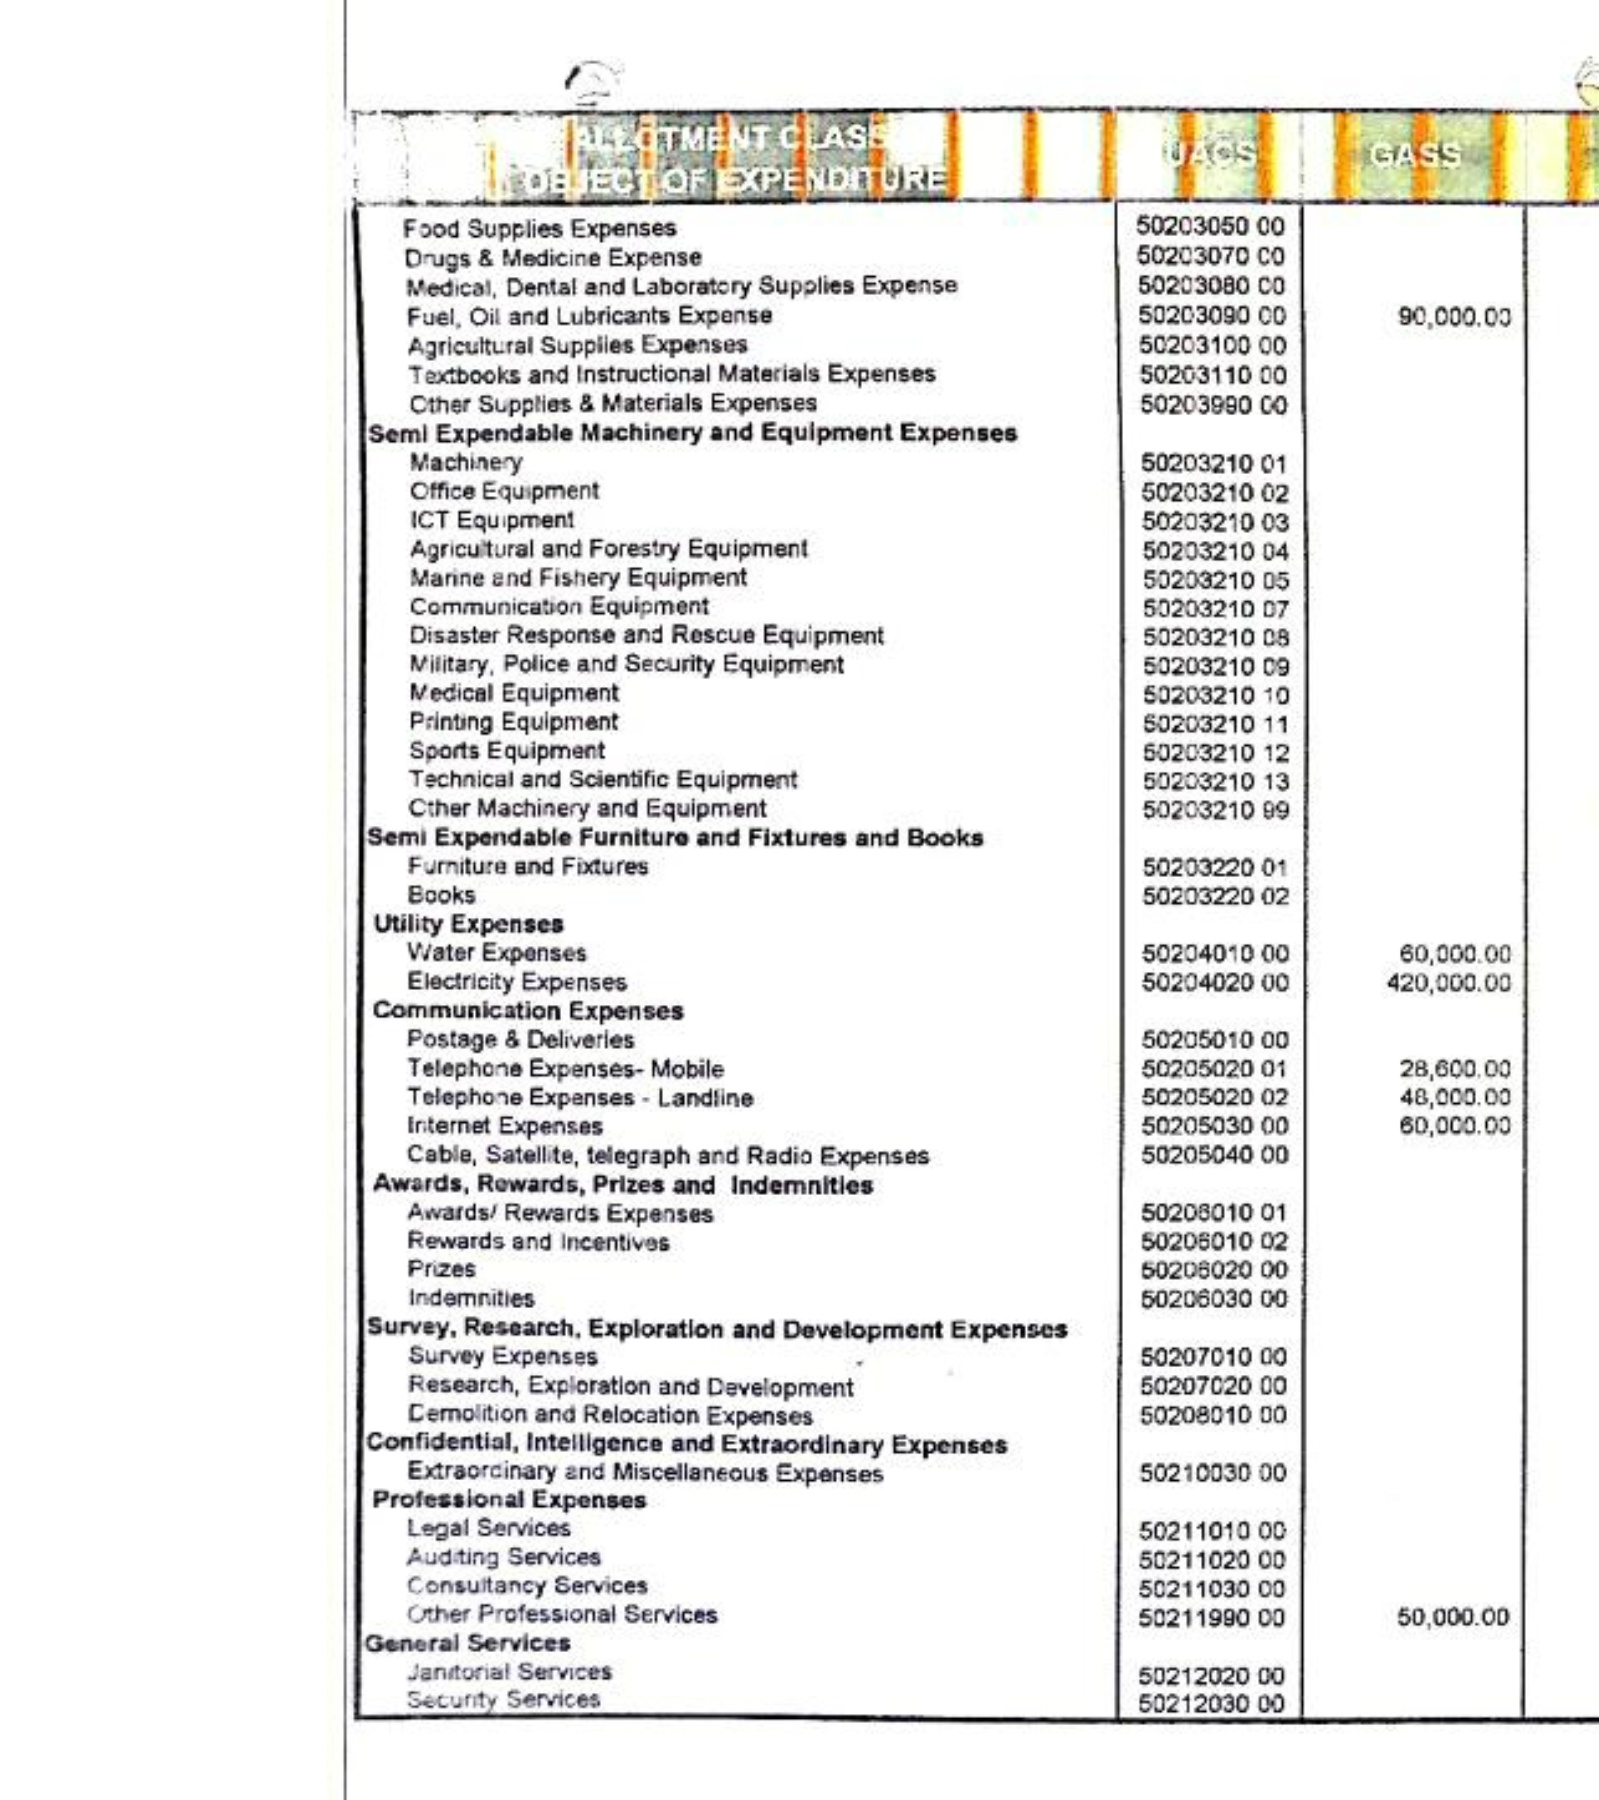 ALLOTMENT CLASS
OBJECT OF EXPENDITURE UACS GASS
Food Supplies Expenses 50203050 00
Drugs & Medicine Expense 50203070 00
Medical, Dental and Laboratory Supplies Expense 50203080 00
Fuel, Oil and Lubricants Expense 50203090 00 90,000.00
Agricultural Supplies Expenses 50203100 00
Textbooks and Instructional Materials Expenses 50203110 00
Other Supplies & Materials Expenses 50203990 00
Semi Expendable Machinery and Equipment Expenses
Machinery 50203210 01
Office Equipment 50203210 02
ICT Equipment 50203210 03
Agricultural and Forestry Equipment 50203210 04
Marine and Fishery Equipment 50203210 05
Communication Equipment 50203210 07
Disaster Response and Rescue Equipment 50203210 08
Military, Police and Security Equipment 50203210 09
Medical Equipment 50203210 10
Printing Equipment 50203210 11
Sports Equipment 50203210 12
Technical and Scientific Equipment 50203210 13
Other Machinery and Equipment 50203210 99
Semi Expendable Furniture and Fixtures and Books
Furniture and Fixtures 50203220 01
Books 50203220 02
Utility Expenses
Water Expenses 50204010 00 60,000.00
Electricity Expenses 50204020 00 420,000.00
Communication Expenses
Postage & Deliveries 50205010 00
Telephone Expenses- Mobile 50205020 01 28,600.00
Telephone Expenses - Landline 50205020 02 48,000.00
Internet Expenses 50205030 00 60,000.00
Cable, Satellite, telegraph and Radio Expenses 50205040 00
Awards, Rewards, Prizes and Indemnities
Awards/ Rewards Expenses 50206010 01
Rewards and Incentives 50206010 02
Prizes 50206020 00
Indemnities 50206030 00
Survey, Research, Exploration and Development Expenses
Survey Expenses 50207010 00
Research, Exploration and Development 50207020 00
Demolition and Relocation Expenses 50208010 00
Confidential, Intelligence and Extraordinary Expenses
Extraordinary and Miscellaneous Expenses 50210030 00
Professional Expenses
Legal Services 50211010 00
Auditing Services 50211020 00
Consultancy Services 50211030 00
Other Professional Services 50211990 00 50,000.00
General Services
Janitorial Services 50212020 00
Security Services 50212030 00